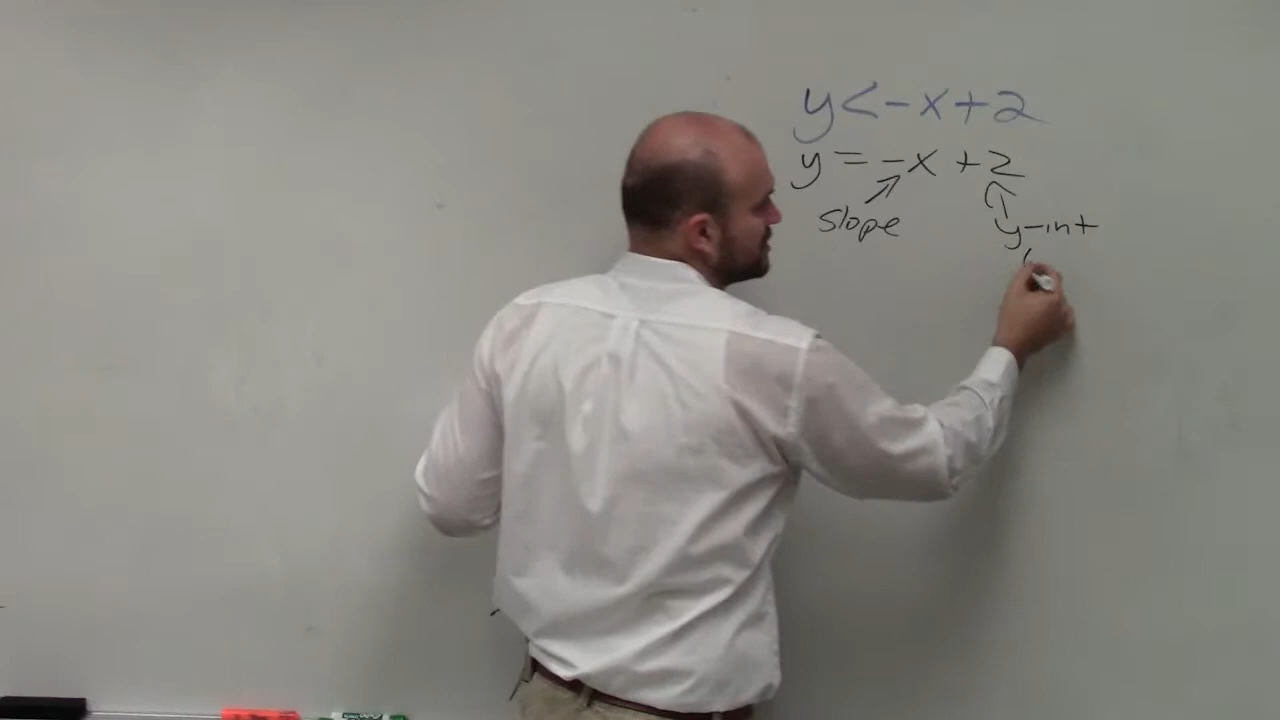 y<-x+2
y = -x +2
slope
y-int
(